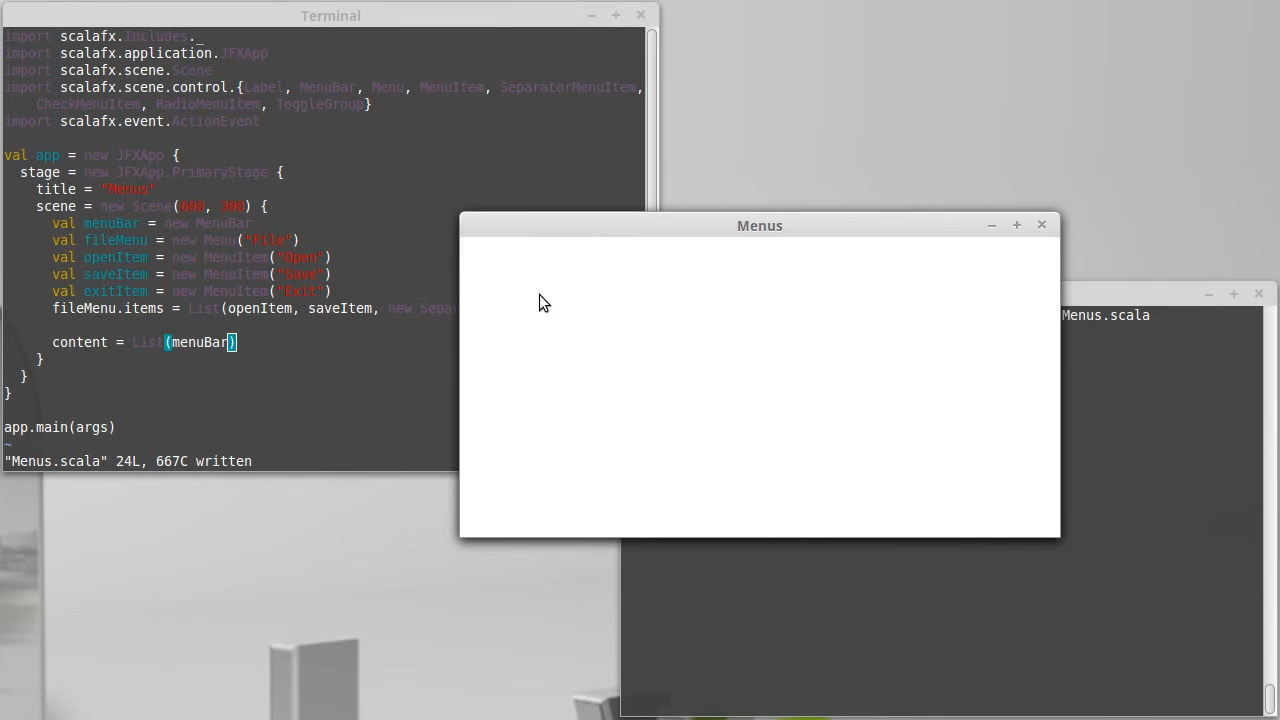 Terminal
import scalafx.Includes._
import scalafx.application.JFXApp
import scalafx.scene.Scene
import scalafx.scene.control.{Label, MenuBar, Menu, MenuItem, SeparatorMenuItem,
    CheckMenuItem, RadioMenuItem, ToggleGroup}
import scalafx.event.ActionEvent
val app = new JFXApp {
  stage = new JFXApp.PrimaryStage {
    title = "Menus"
    scene = new Scene(600, 300) {
      val menuBar = new MenuBar
      val fileMenu = new Menu("File")
      val openItem = new MenuItem("Open")
      val saveItem = new MenuItem("Save")
      val exitItem = new MenuItem("Exit")
      fileMenu.items = List(openItem, saveItem, new Sepa
      content = List(menuBar)
    }
  }
}
app.main(args)
~
"Menus.scala" 24L, 667C written
Menus
Menus.scala